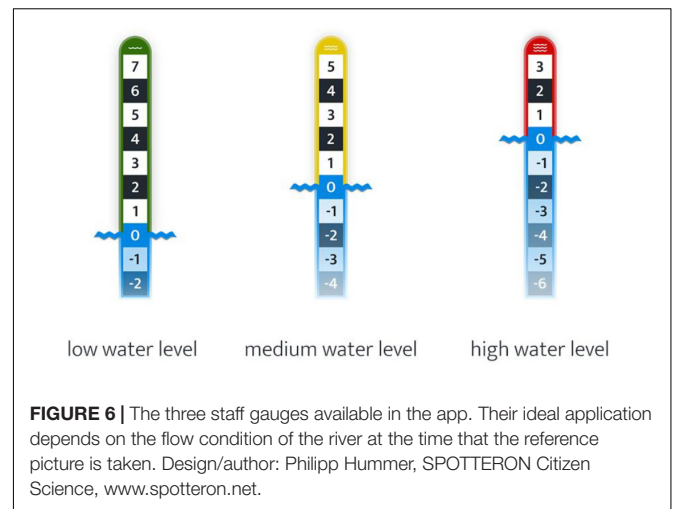 7 5 3
6 4 2
5 3 1
4 2 0
3 1 -1
2 0 -2
1 -1 -3
0 -2 -4
-1 -3 -5
-2 -4 -6
low water level medium water level high water level
FIGURE 6 | The three staff gauges available in the app. Their ideal application
depends on the flow condition of the river at the time that the reference
picture is taken. Design/author: Philipp Hummer, SPOTTERON Citizen
Science, www.spotteron.net.